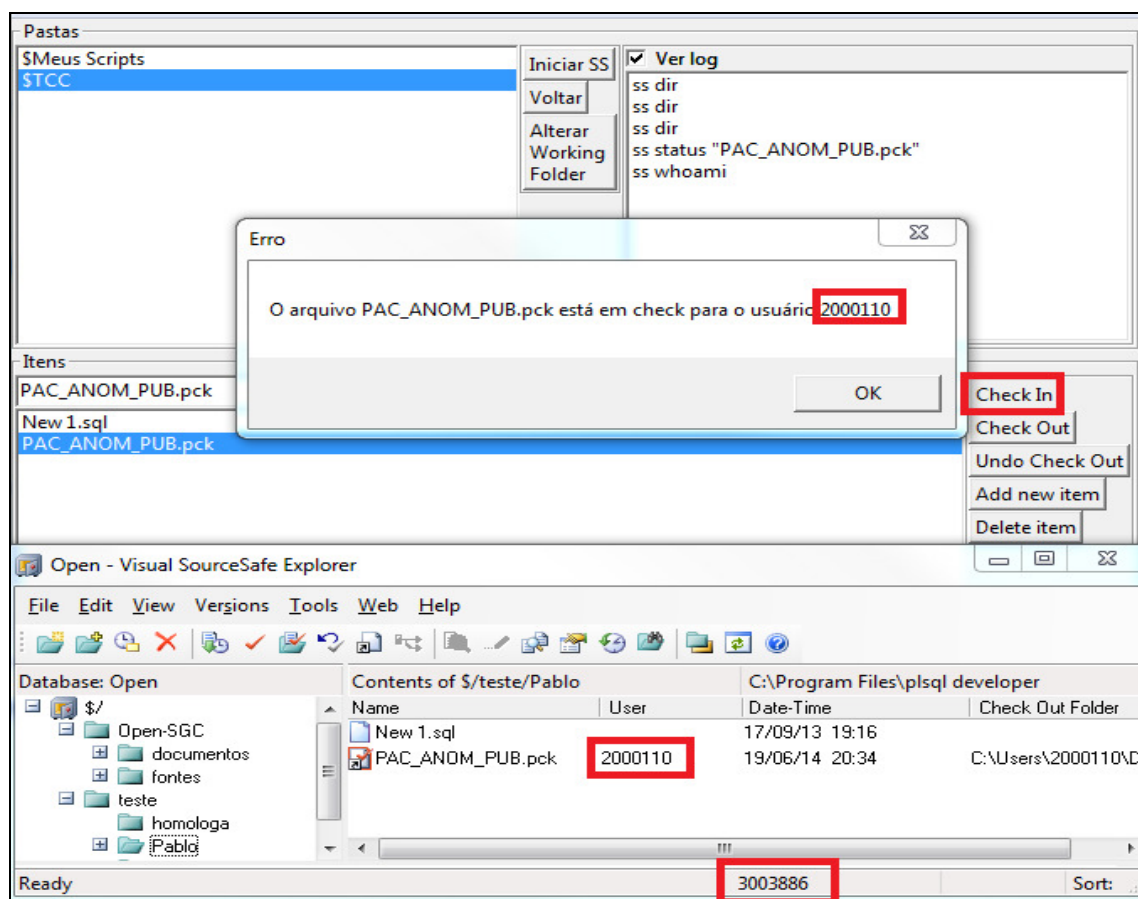 Pastas
$Meus Scripts
$TCC
Iniciar SS
Voltar
Alterar
Working
Folder
Ver log
ss dir
ss dir
ss dir
ss status "PAC_ANOM_PUB.pck"
ss whoami
Erro
O arquivo PAC_ANOM_PUB.pck está em check para o usuário 2000110
OK
Itens
PAC_ANOM_PUB.pck
New 1.sql
PAC_ANOM_PUB.pck
Check In
Check Out
Undo Check Out
Add new item
Delete item
Open - Visual SourceSafe Explorer
File Edit View Versions Tools Web Help
Database: Open
$/
Open-SGC
documentos
fontes
teste
homologa
Pablo
Contents of $/teste/Pablo
C:\Program Files\plsql developer
Name User Date-Time Check Out Folder
New 1.sql 17/09/13 19:16
PAC_ANOM_PUB.pck 2000110 19/06/14 20:34 C:\Users\2000110\D
Ready 3003886 Sort: